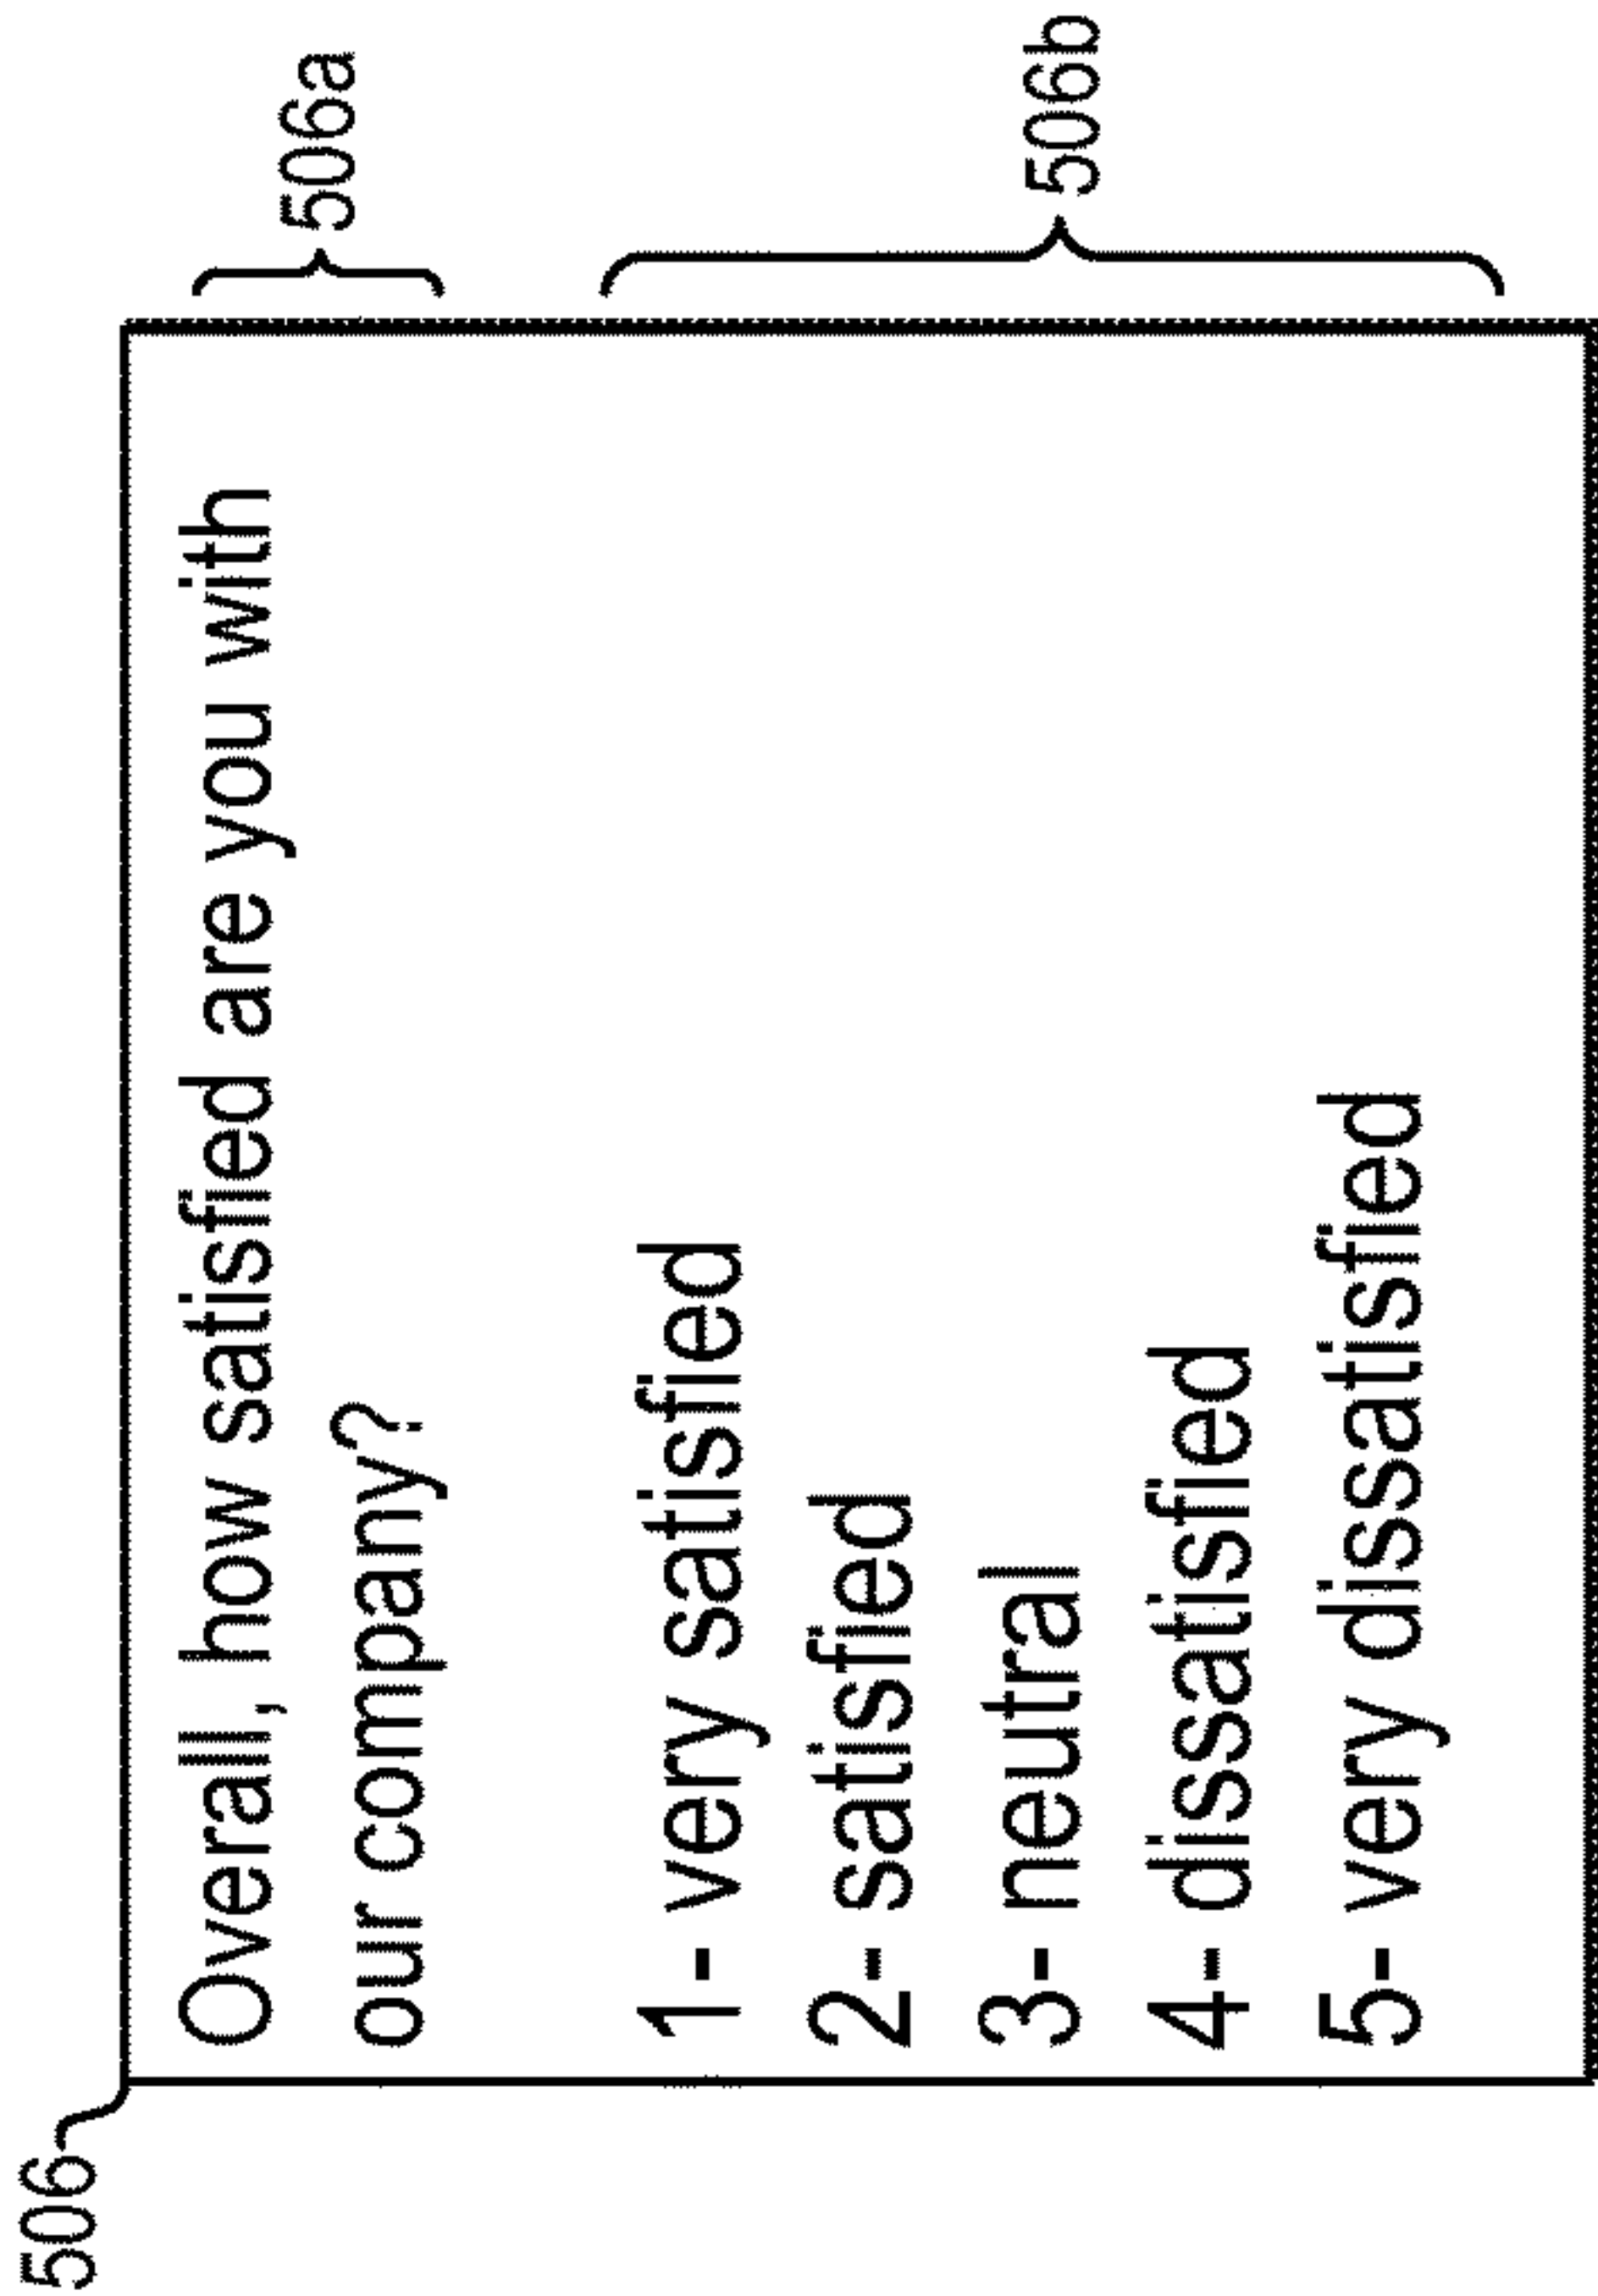 506
Overall, how satisfied are you with
our company?
506a
1- very satisfied
2- satisfied
3- neutral
4- dissatisfied
5- very dissatisfied
506b